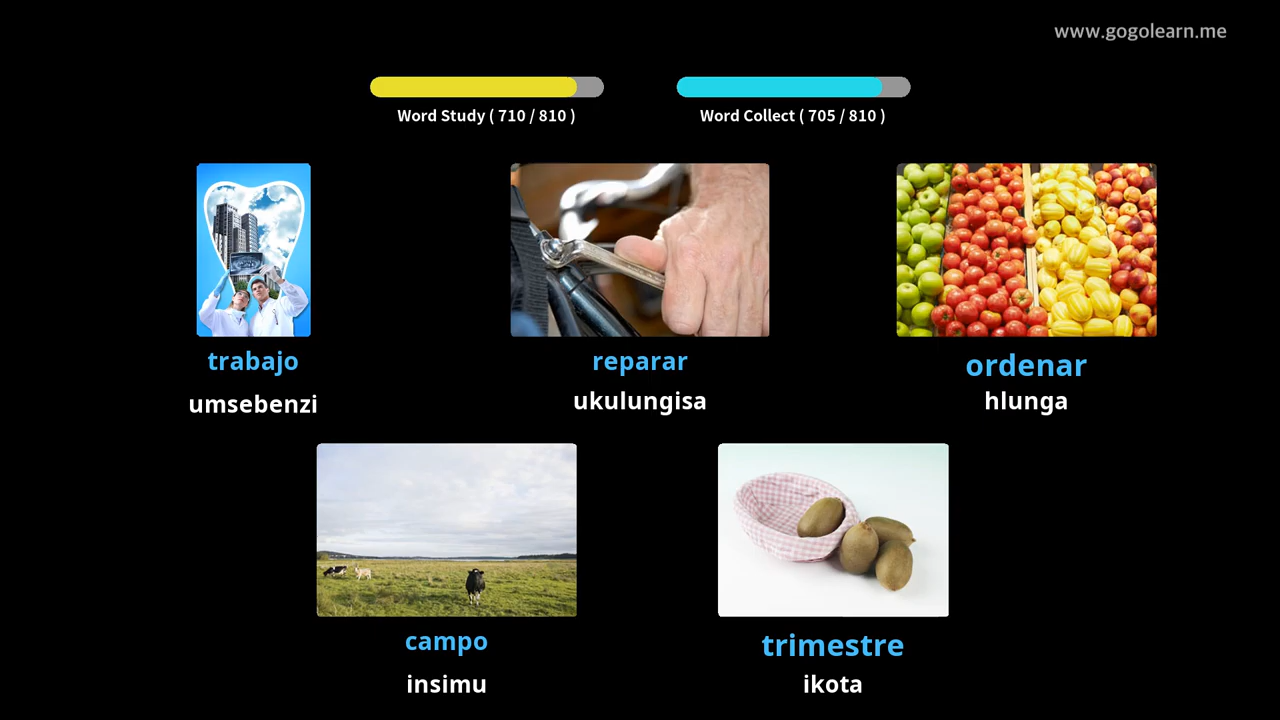 www.gogolearn.me
Word Study ( 710 / 810 )
Word Collect ( 705 / 810 )
trabajo
umsebenzi
reparar
ukulungisa
ordenar
hlunga
campo
insimu
trimestre
ikota